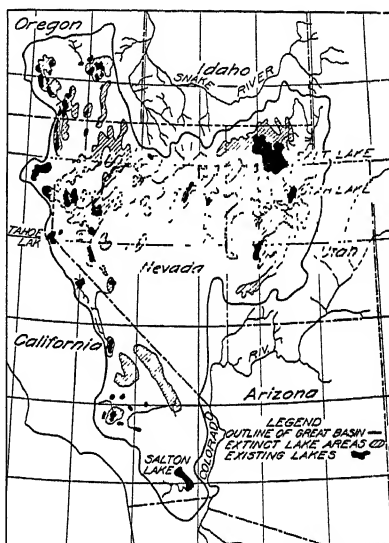 Oregon
Idaho
SNAKE RIVER
LAKE
LAKE
TAHOE
LAK
Nevada
Utah
California
RIV.
Arizona
COLORADO
SALTON
LAKE
LEGEND
OUTLINE OF GREAT BASIN
EXTINCT LAKE AREAS
EXISTING LAKES